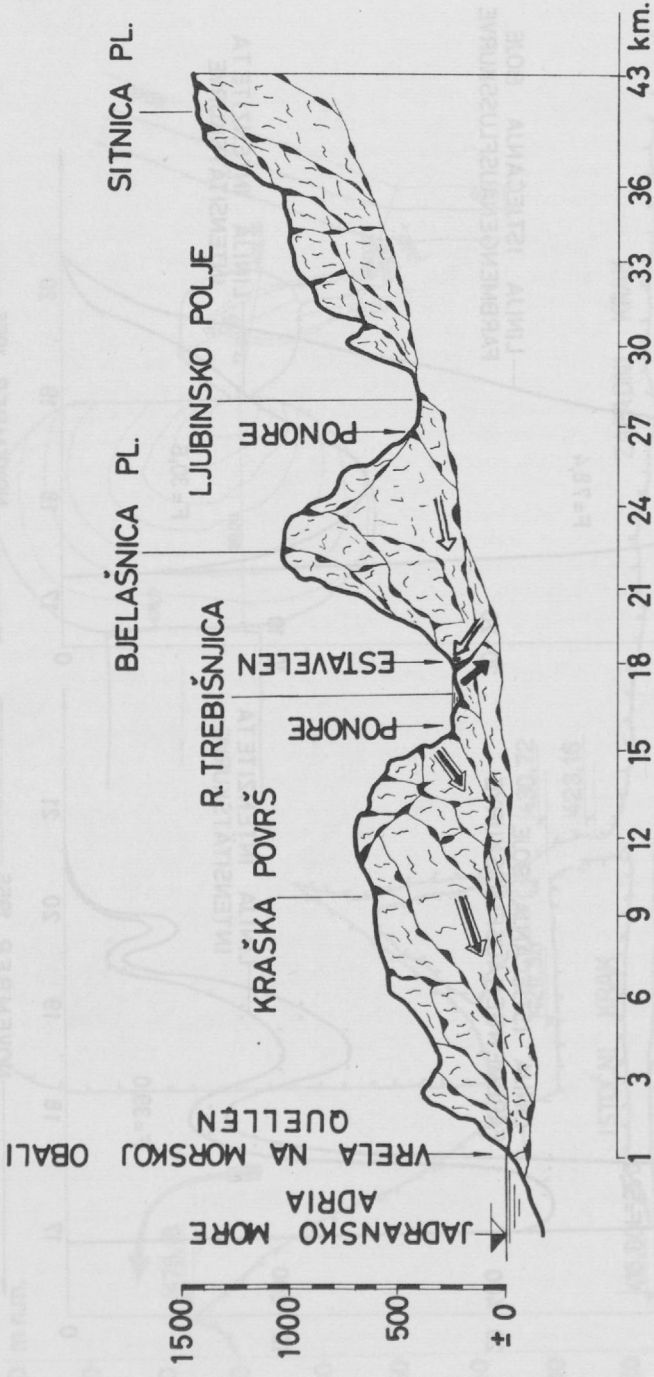 SITNICA PL.
BJELAŠNICA PL.
LJUBINSKO POLJE
PONORE
R. TREBIŠNJICA
ESTAVELEN
PONORE
KRAŠKA POVRŠ
VRELA NA MORSKOJ OBALI
QUELLEN
JADRANSKO MORE
ADRIA
1500
1000
500
± 0
1 3 6 9 12 15 18 21 24 27 30 33 36 43 km.